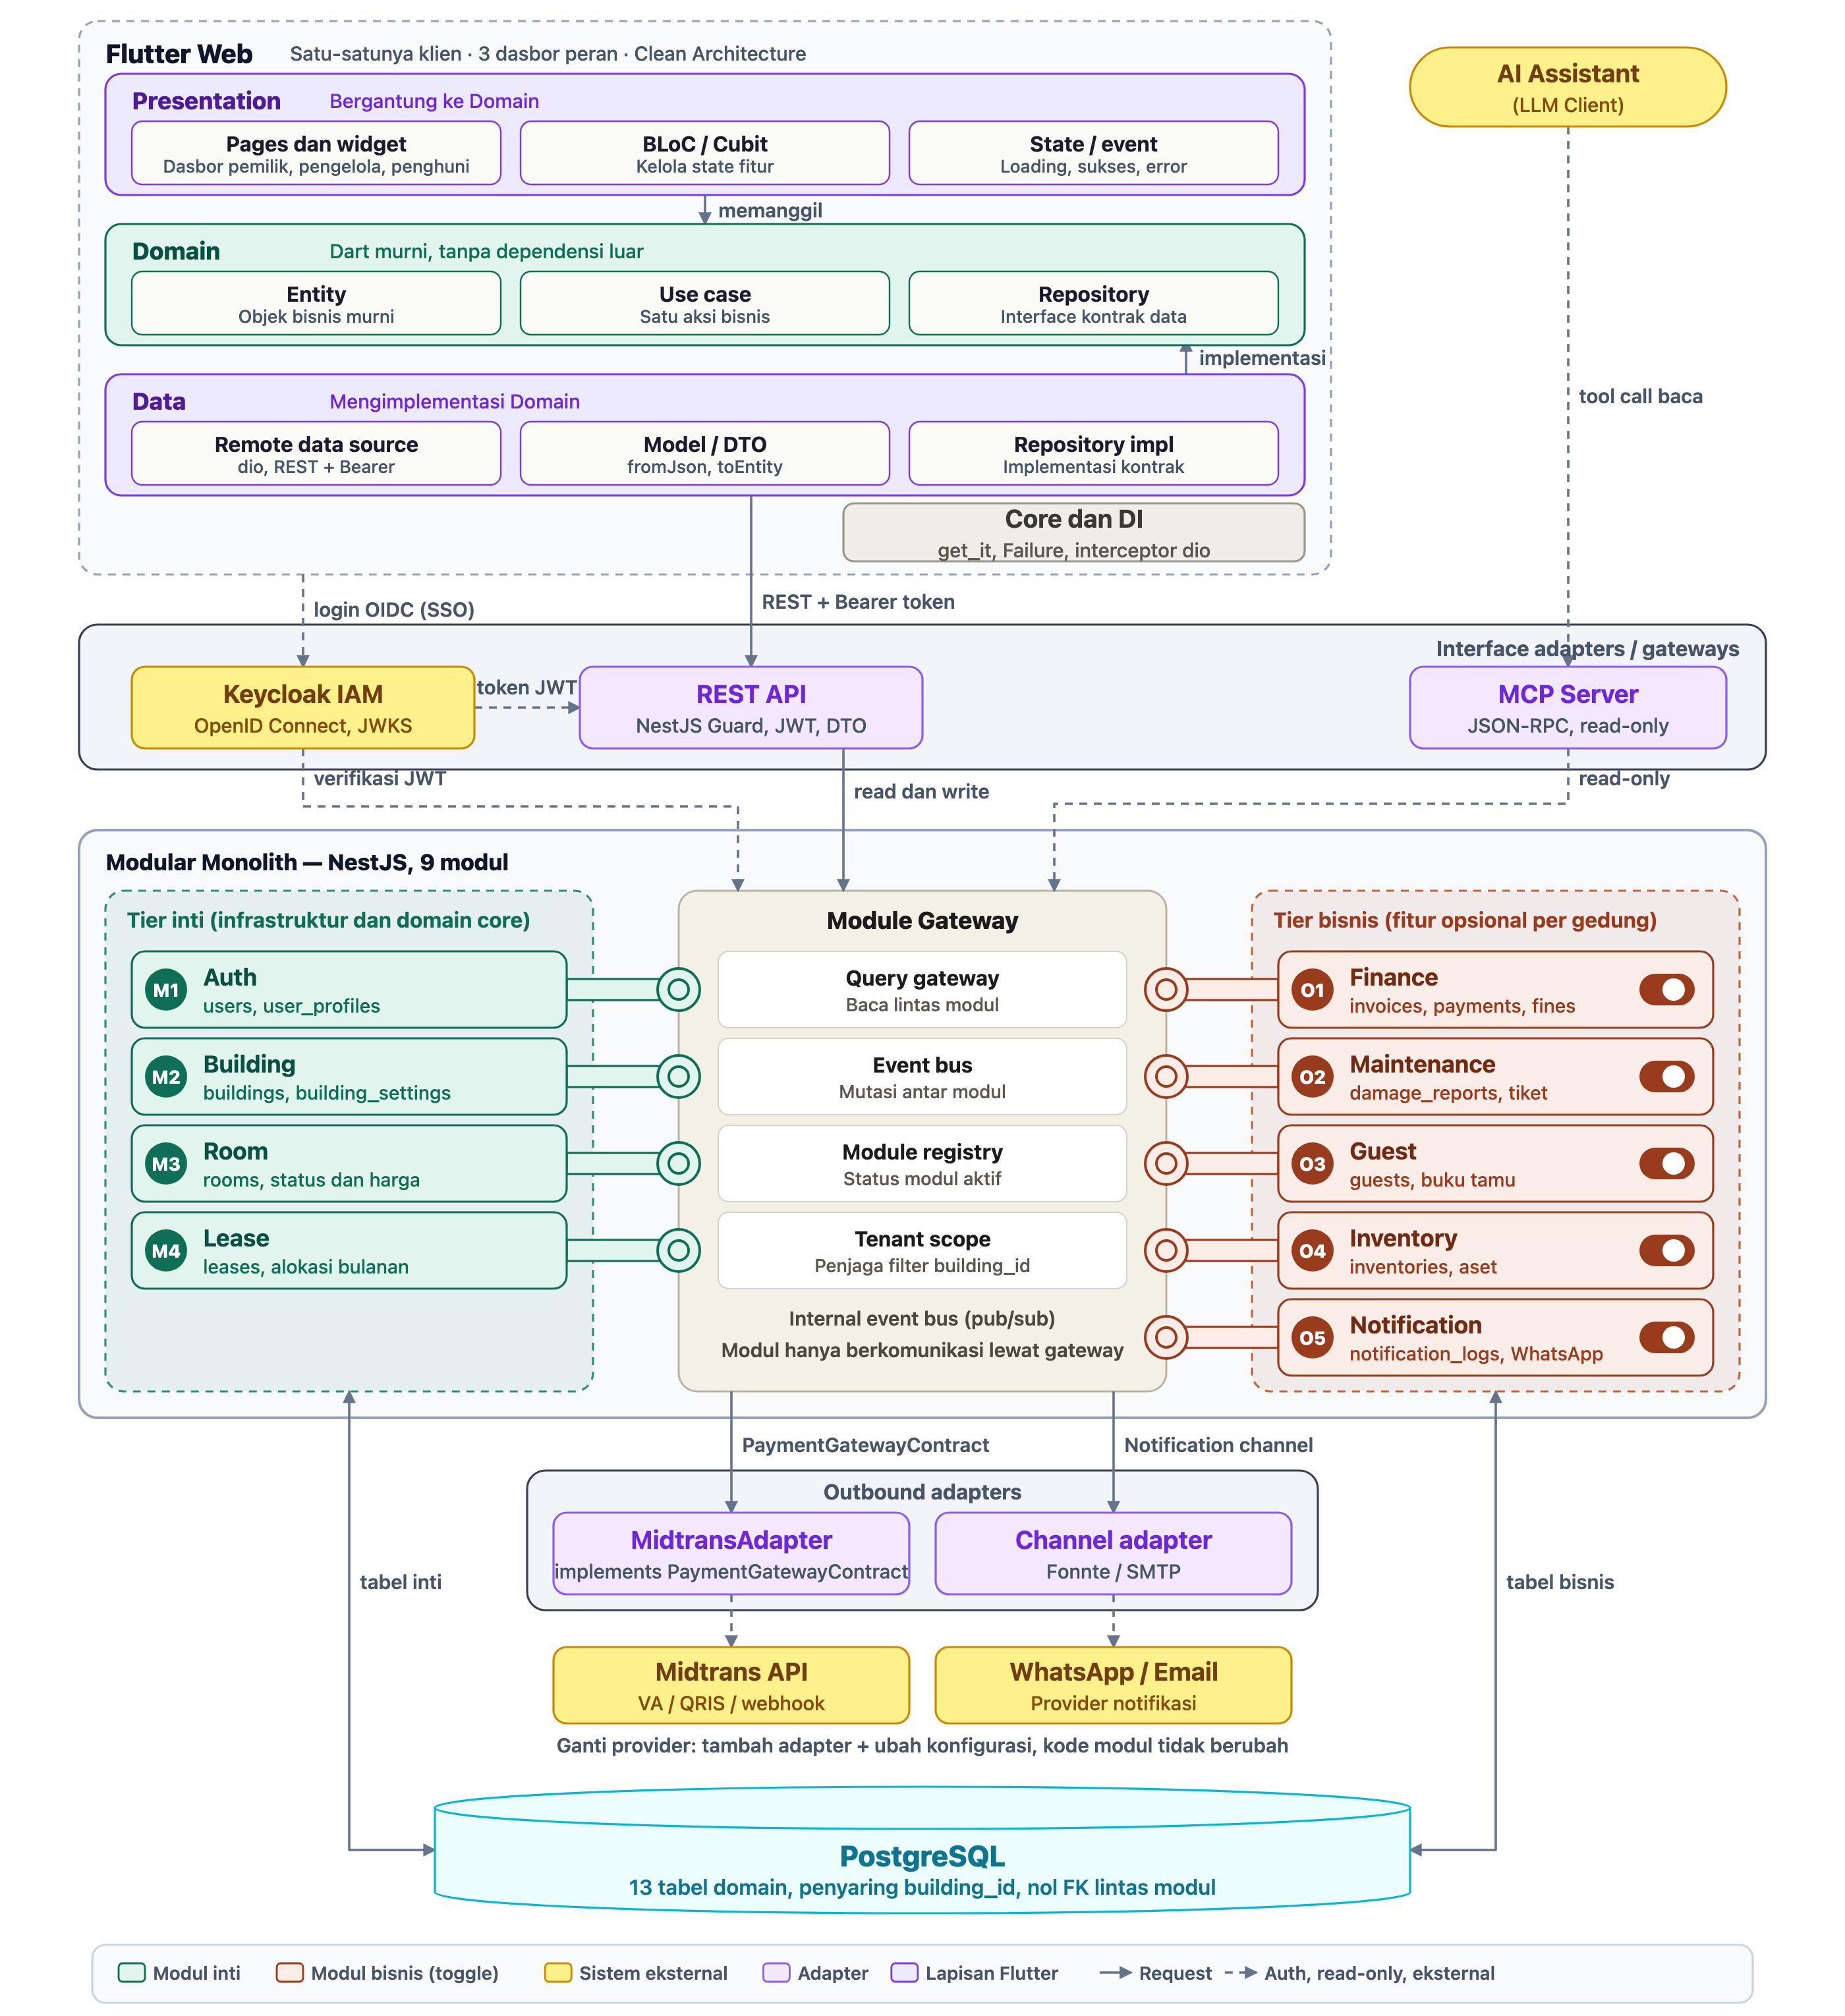 Flutter Web
Satu-satunya klien · 3 dasbor peran · Clean Architecture
AI Assistant
(LLM Client)
Presentation
Bergantung ke Domain
Pages dan widget
Dasbor pemilik, pengelola, penghuni
BLoC / Cubit
Kelola state fitur
State / event
Loading, sukses, error
memanggil
Domain
Dart murni, tanpa dependensi luar
Entity
Objek bisnis murni
Use case
Satu aksi bisnis
Repository
Interface kontrak data
implementasi
Data
Mengimplementasi Domain
Remote data source
dio, REST + Bearer
Model / DTO
fromJson, toEntity
Repository impl
Implementasi kontrak
tool call baca
Core dan DI
get_it, Failure, interceptor dio
login OIDC (SSO)
REST + Bearer token
Interface adapters / gateways
Keycloak IAM
OpenID Connect, JWKS
token JWT
REST API
NestJS Guard, JWT, DTO
MCP Server
JSON-RPC, read-only
verifikasi JWT
read dan write
read-only
Modular Monolith — NestJS, 9 modul
Tier inti (infrastruktur dan domain core)
M1
Auth
users, user_profiles
M2
Building
buildings, building_settings
M3
Room
rooms, status dan harga
M4
Lease
leases, alokasi bulanan
Module Gateway
Query gateway
Baca lintas modul
Event bus
Mutasi antar modul
Module registry
Status modul aktif
Tenant scope
Penjaga filter building_id
Internal event bus (pub/sub)
Modul hanya berkomunikasi lewat gateway
Tier bisnis (fitur opsional per gedung)
O1
Finance
invoices, payments, fines
O2
Maintenance
damage_reports, tiket
O3
Guest
guests, buku tamu
O4
Inventory
inventories, aset
O5
Notification
notification_logs, WhatsApp
PaymentGatewayContract
Notification channel
Outbound adapters
MidtransAdapter
implements PaymentGatewayContract
Channel adapter
Fonnte / SMTP
tabel inti
tabel bisnis
Midtrans API
VA / QRIS / webhook
WhatsApp / Email
Provider notifikasi
Ganti provider: tambah adapter + ubah konfigurasi, kode modul tidak berubah
PostgreSQL
13 tabel domain, penyaring building_id, nol FK lintas modul
Modul inti
Modul bisnis (toggle)
Sistem eksternal
Adapter
Lapisan Flutter
Request
Auth, read-only, eksternal